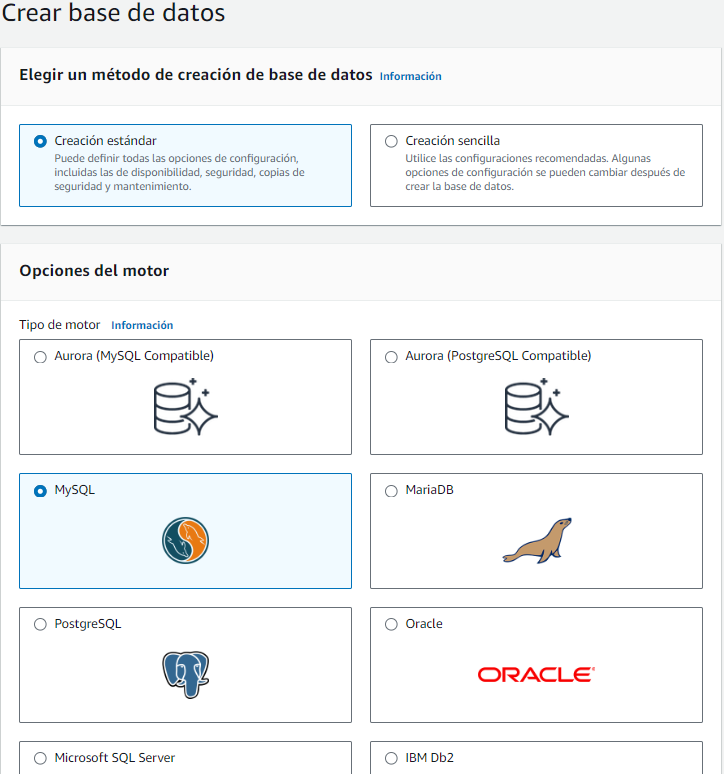 Crear base de datos
Elegir un método de creación de base de datos Información
Creación estándar
Puede definir todas las opciones de configuración,
incluidas las de disponibilidad, seguridad, copias de
seguridad y mantenimiento.
Creación sencilla
Utilice las configuraciones recomendadas. Algunas
opciones de configuración se pueden cambiar después de
crear la base de datos.
Opciones del motor
Tipo de motor Información
Aurora (MySQL Compatible)
Aurora (PostgreSQL Compatible)
MySQL
MariaDB
PostgreSQL
Oracle
ORACLE
Microsoft SQL Server
IBM Db2